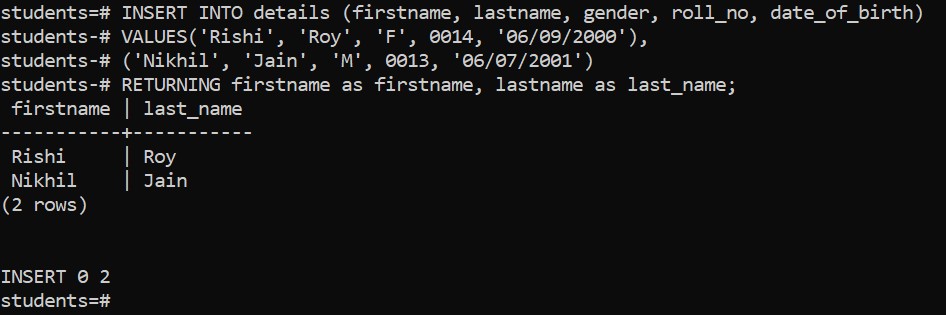 students=# INSERT INTO details (firstname, lastname, gender, roll_no, date_of_birth)
students-# VALUES('Rishi', 'Roy', 'F', 0014, '06/09/2000'),
students-# ('Nikhil', 'Jain', 'M', 0013, '06/07/2001')
students-# RETURNING firstname as firstname, lastname as last_name;
 firstname | last_name
-----------+-----------
 Rishi     | Roy
 Nikhil    | Jain
(2 rows)
INSERT 0 2
students=#